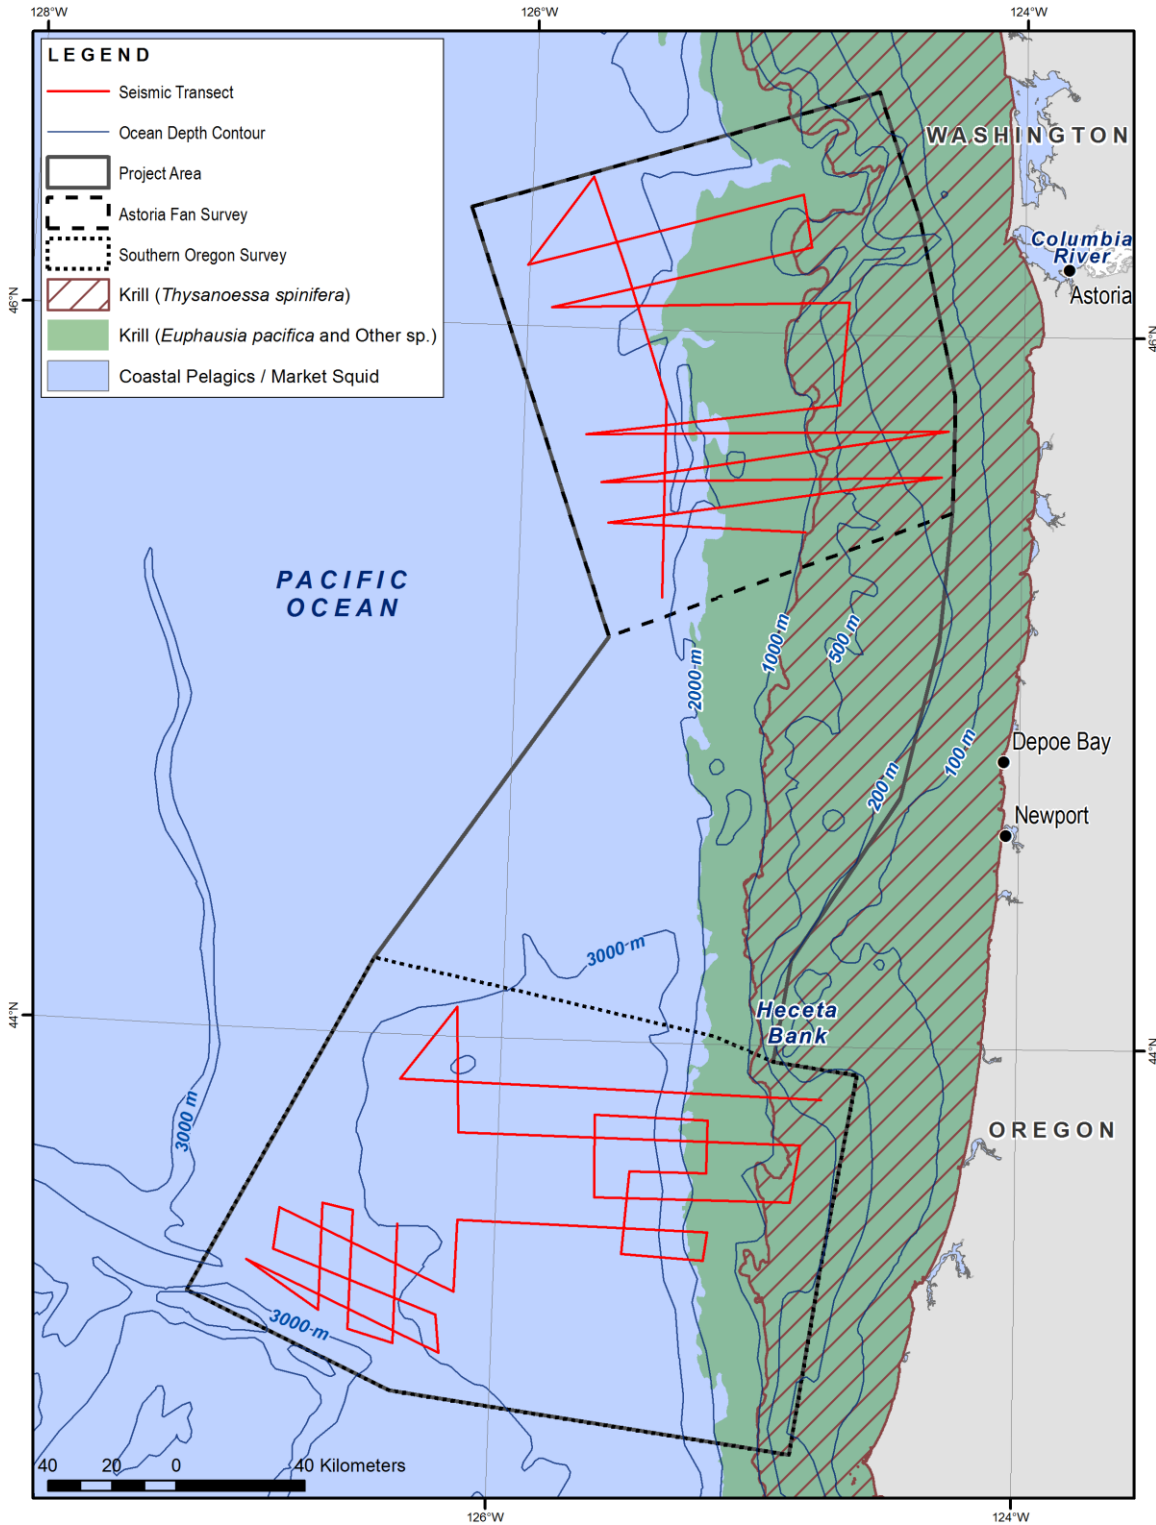 128°W
126°W
124°W
LEGEND
Seismic Transect
Ocean Depth Contour
Project Area
Astoria Fan Survey
Southern Oregon Survey
Krill (Thysanoessa spinifera)
Krill (Euphausia pacifica and Other sp.)
Coastal Pelagics / Market Squid
WASHINGTON
Columbia
River
Astoria
46°N
46°N
PACIFIC
OCEAN
1000 m
500 m
2000 m
Depoe Bay
100 m
200 m
Newport
3000 m
Heceta
Bank
44°N
44°N
3000 m
OREGON
3000 m
40 20 0 40 Kilometers
126°W
124°W